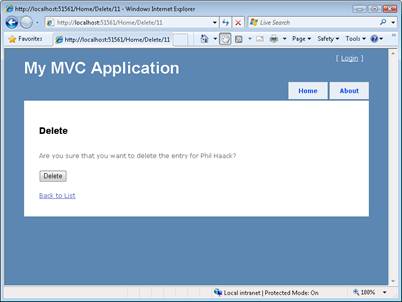 http://localhost:51561/Home/Delete/11 - Windows Internet Explorer
http://localhost:51561/Home/Delete/11
Live Search
Favorites
http://localhost:51561/Home/Delete/11
Page
Safety
Tools
[ Login ]
My MVC Application
Home
About
Delete
Are you sure that you want to delete the entry for Phil Haack?
Delete
Back to List
Local intranet | Protected Mode: On
100%